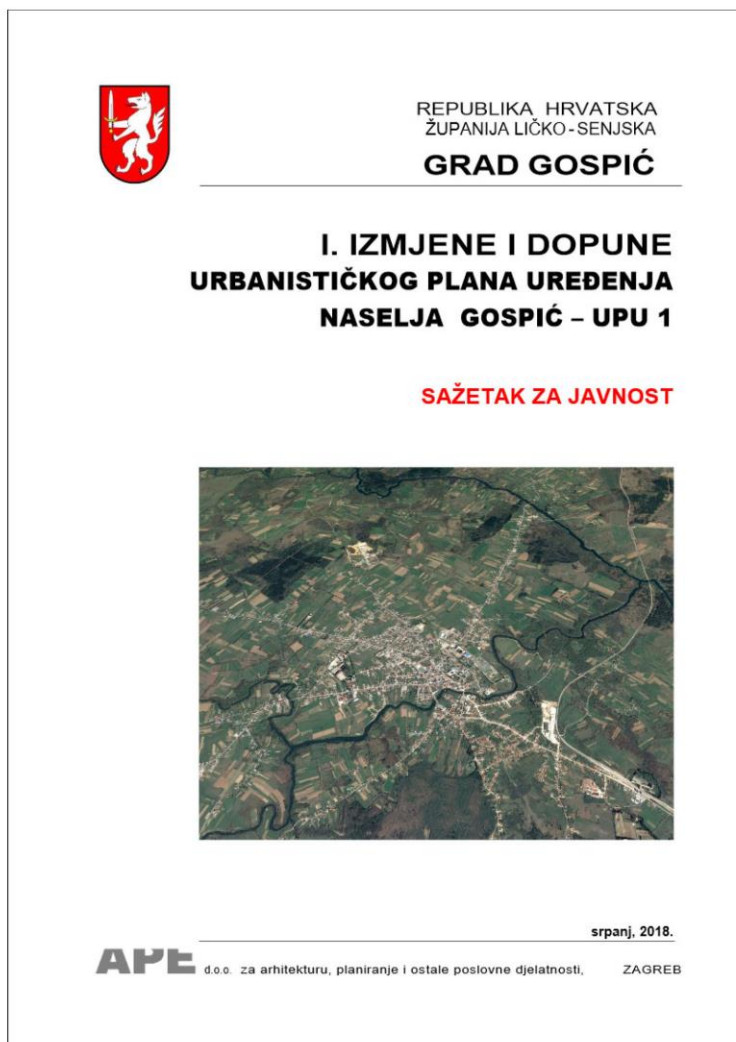 REPUBLIKA HRVATSKA
ŽUPANIJA LIČKO-SENJSKA
GRAD GOSPIĆ
I. IZMJENE I DOPUNE
URBANISTIČKOG PLANA UREĐENJA
NASELJA GOSPIĆ – UPU 1
SAŽETAK ZA JAVNOST
srpanj, 2018.
APE d.o.o. za arhitekturu, planiranje i ostale poslovne djelatnosti, ZAGREB